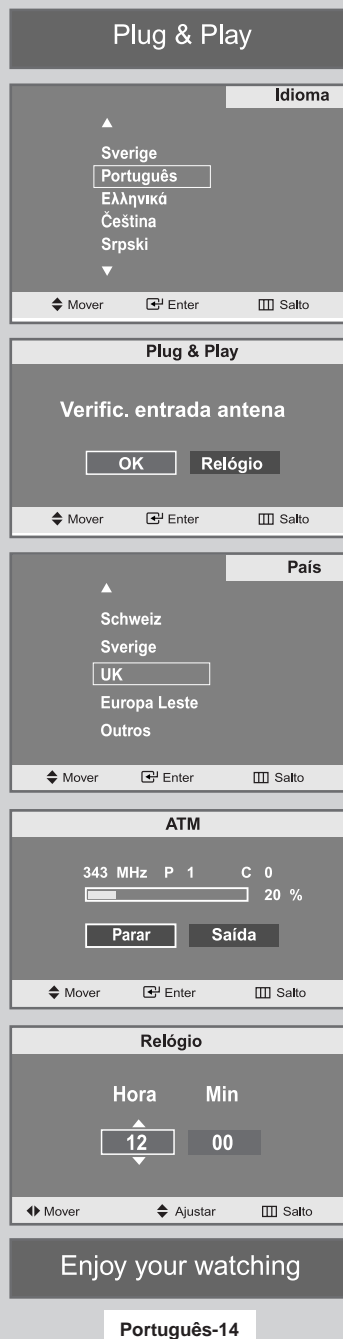 Plug & Play
Idioma
Sverige
Português
Ελληνικά
Čeština
Srpski
Mover Enter Salto
Plug & Play
Verific. entrada antena
OK Relógio
Mover Enter Salto
País
Schweiz
Sverige
UK
Europa Leste
Outros
Mover Enter Salto
ATM
343 MHz P 1 C 0
20 %
Parar Saída
Mover Enter Salto
Relógio
Hora Min
12 00
Mover Ajustar Salto
Enjoy your watching
Português-14